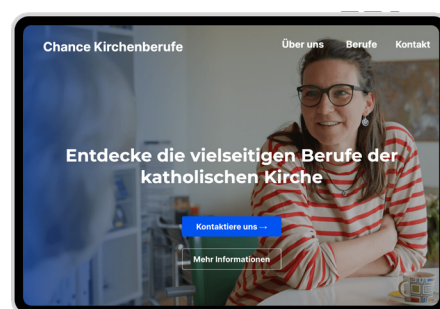 Chance Kirchenberufe
Über uns Berufe Kontakt
Entdecke die vielseitigen Berufe der
katholischen Kirche
Kontaktiere uns →
Mehr Informationen